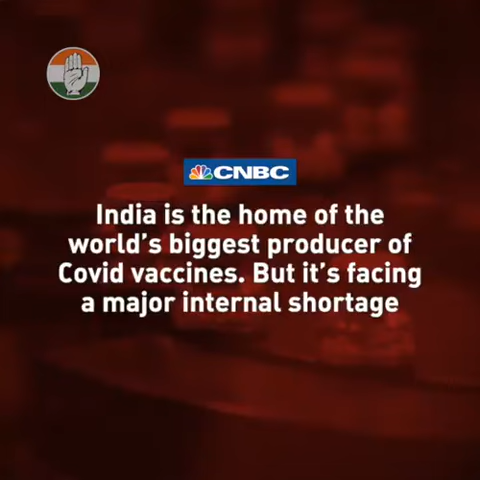 CNBC
India is the home of the
world's biggest producer of
Covid vaccines. But it's facing
a major internal shortage